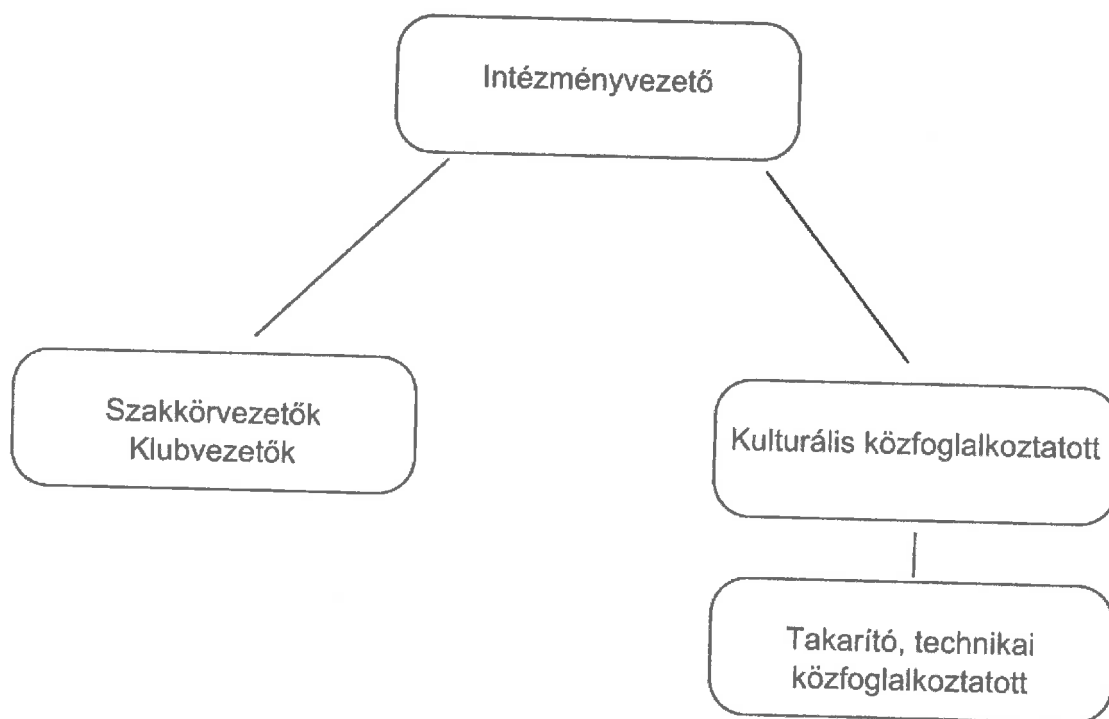 Intézményvezető
Szakkörvezetők
Klubvezetők
Kulturális közfoglalkoztatott
Takarító, technikai
közfoglalkoztatott